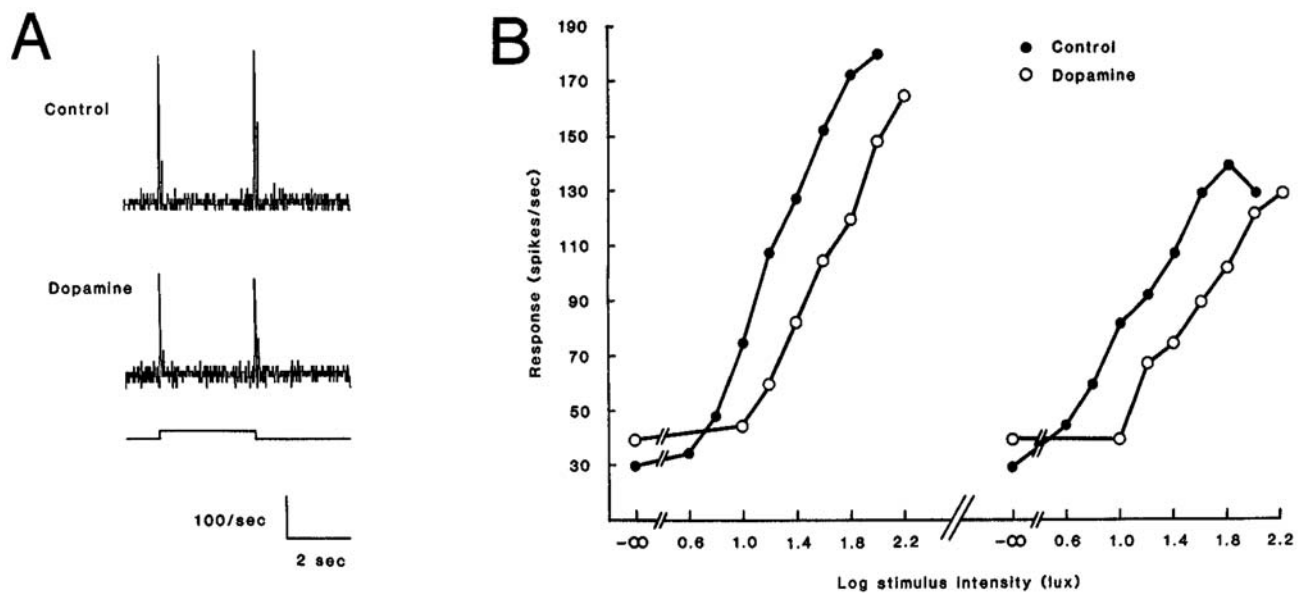 A
Control
Dopamine
100/sec
2 sec
B
Control
Dopamine
Response (spikes/sec)
190
170
150
130
110
90
70
50
30
-∞ 0.6 1.0 1.4 1.8 2.2 -∞ 0.6 1.0 1.4 1.8 2.2
Log stimulus intensity (lux)